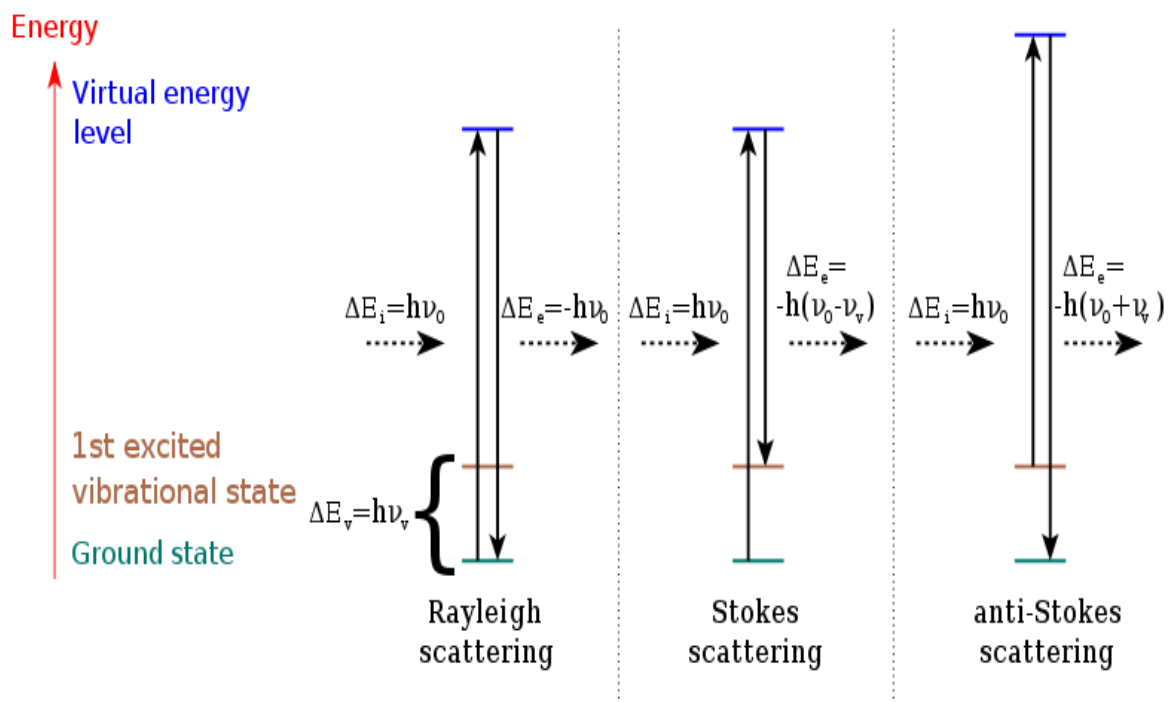 Energy
Virtual energy
level
ΔEᵢ=hν₀
ΔEₑ=-hν₀
ΔEᵢ=hν₀
ΔEₑ=
-h(ν₀-νᵥ)
ΔEᵢ=hν₀
ΔEₑ=
-h(ν₀+νᵥ)
1st excited
vibrational state
ΔEᵥ=hνᵥ
Ground state
Rayleigh
scattering
Stokes
scattering
anti-Stokes
scattering